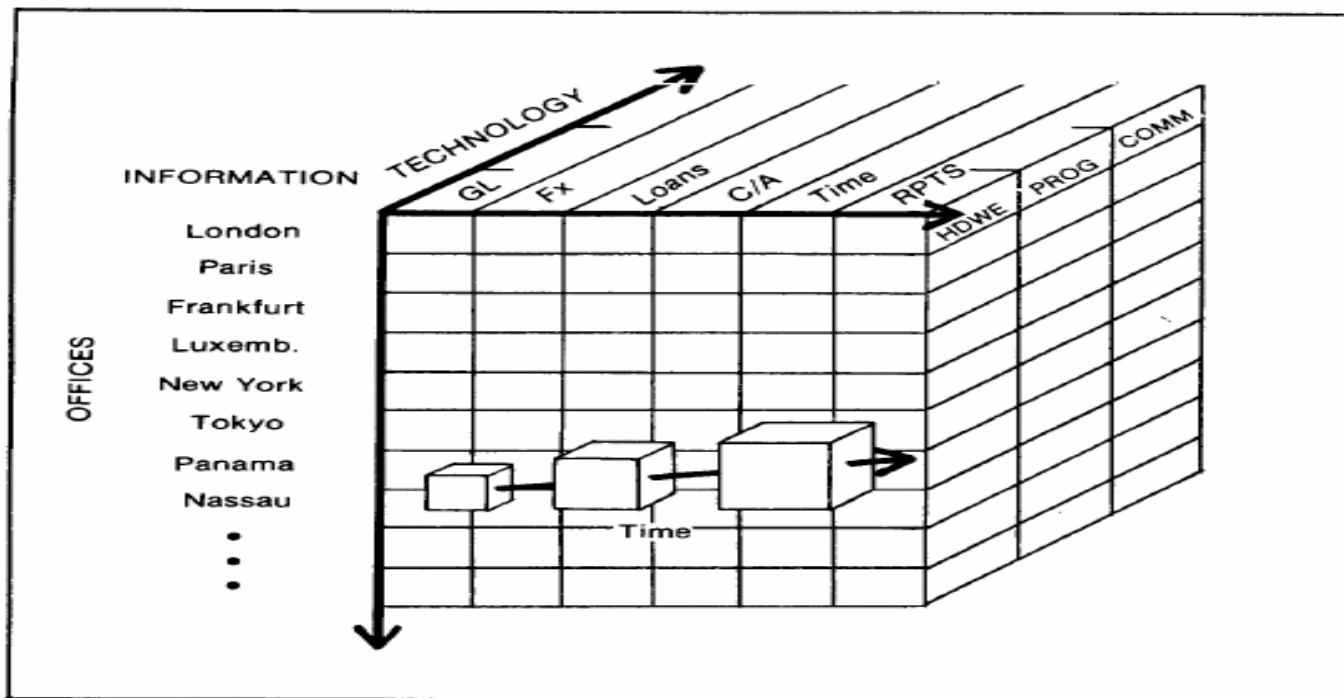 TECHNOLOGY
INFORMATION
GL
Fx
Loans
C/A
Time
RPTS
HDWE
PROG
COMM
OFFICES
London
Paris
Frankfurt
Luxemb.
New York
Tokyo
Panama
Nassau
Time